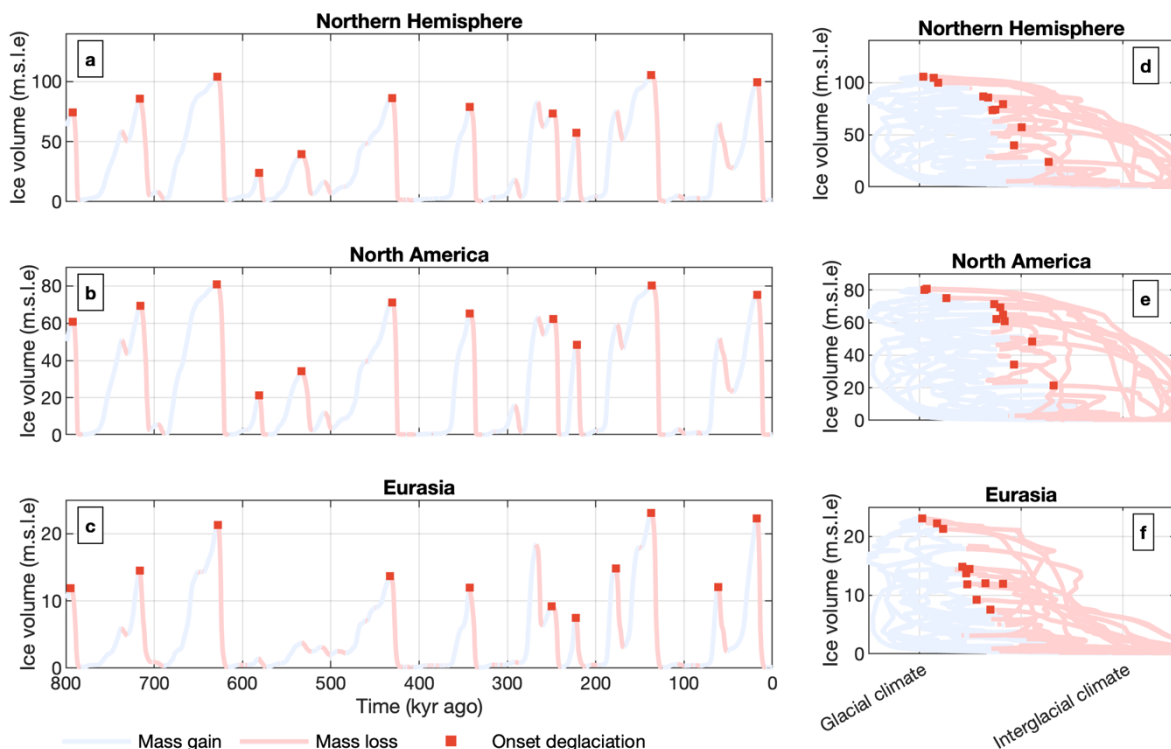 Northern Hemisphere
a
Ice volume (m.s.l.e)
100
50
0
North America
b
Ice volume (m.s.l.e)
80
60
40
20
0
Eurasia
c
Ice volume (m.s.l.e)
20
10
0
800 700 600 500 400 300 200 100 0
Time (kyr ago)
Mass gain Mass loss Onset deglaciation
Northern Hemisphere
d
Ice volume (m.s.l.e)
100
50
0
North America
e
Ice volume (m.s.l.e)
80
60
40
20
0
Eurasia
f
Ice volume (m.s.l.e)
20
10
0
Glacial climate
Interglacial climate